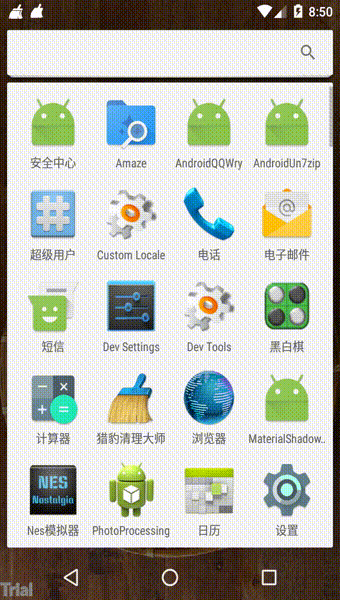 8:50
安全中心 Amaze AndroidQQWry AndroidUn7zip
超级用户 Custom Locale 电话 电子邮件
短信 Dev Settings Dev Tools 黑白棋
计算器 猎豹清理大师 浏览器 MaterialShadow..
NES
Nostalgia
Nes模拟器 PhotoProcessing 日历 设置
Trial